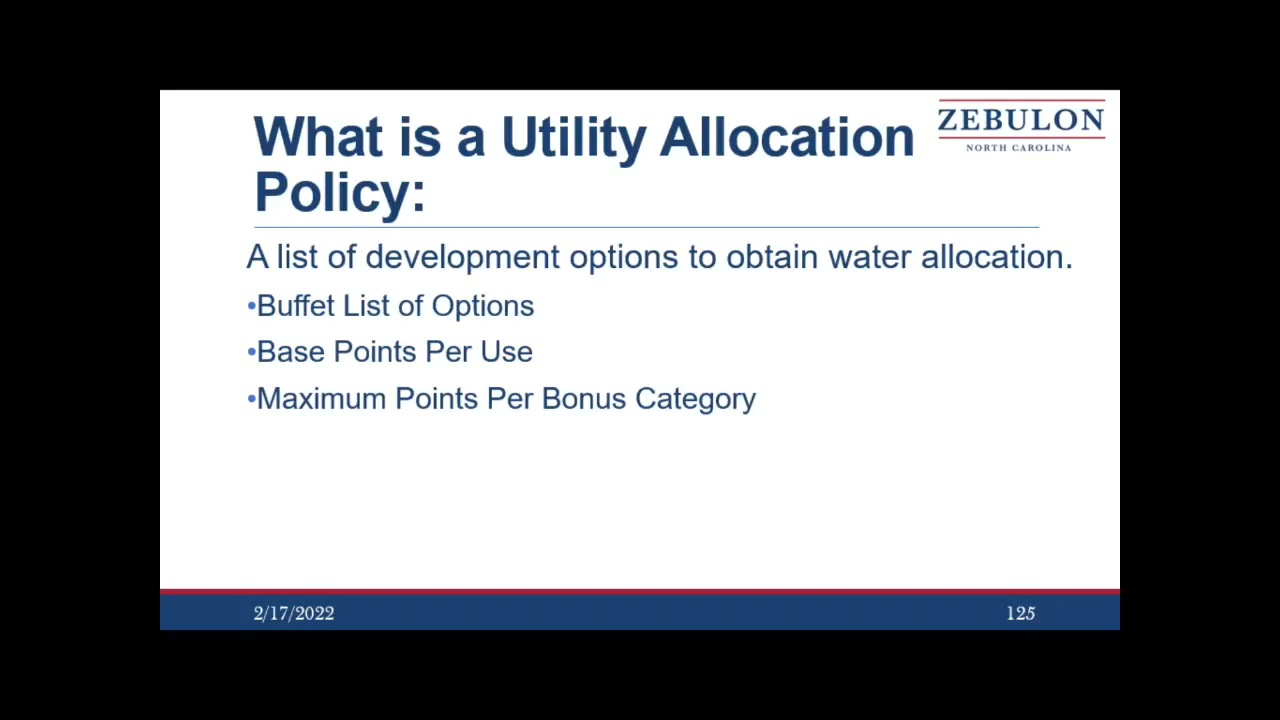 What is a Utility Allocation
Policy:
ZEBULON
NORTH CAROLINA
A list of development options to obtain water allocation.
•Buffet List of Options
•Base Points Per Use
•Maximum Points Per Bonus Category
2/17/2022
125